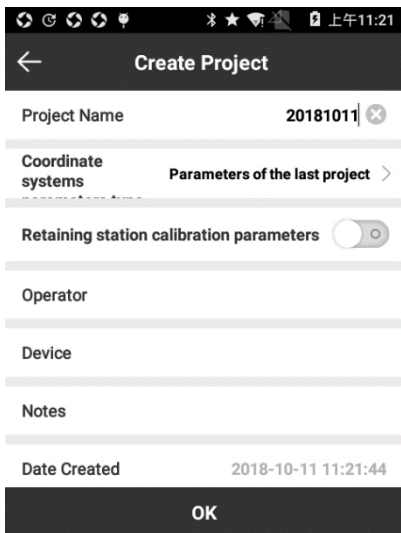 上午11:21
Create Project
Project Name 20181011
Coordinate
systems Parameters of the last project
Retaining station calibration parameters
Operator
Device
Notes
Date Created 2018-10-11 11:21:44
OK